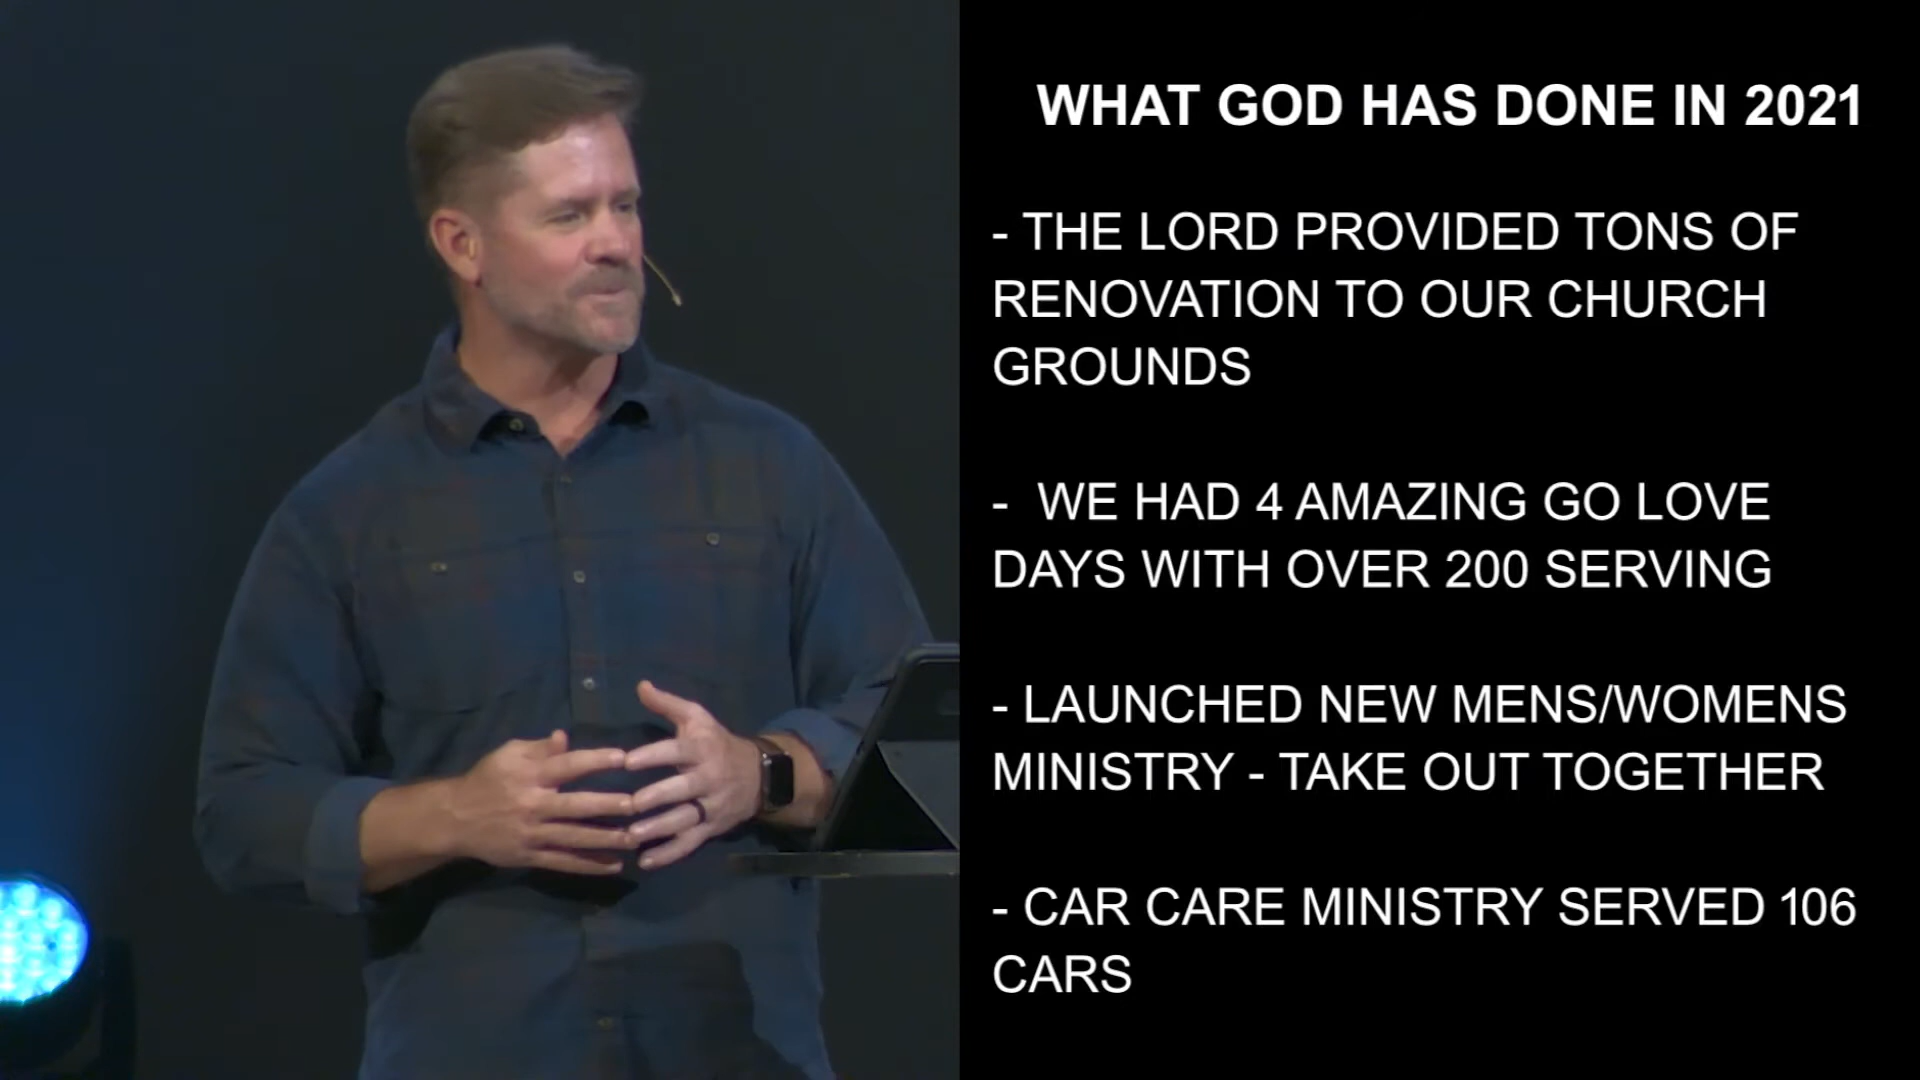 WHAT GOD HAS DONE IN 2021
- THE LORD PROVIDED TONS OF
RENOVATION TO OUR CHURCH
GROUNDS
- WE HAD 4 AMAZING GO LOVE
DAYS WITH OVER 200 SERVING
- LAUNCHED NEW MENS/WOMENS
MINISTRY - TAKE OUT TOGETHER
- CAR CARE MINISTRY SERVED 106
CARS